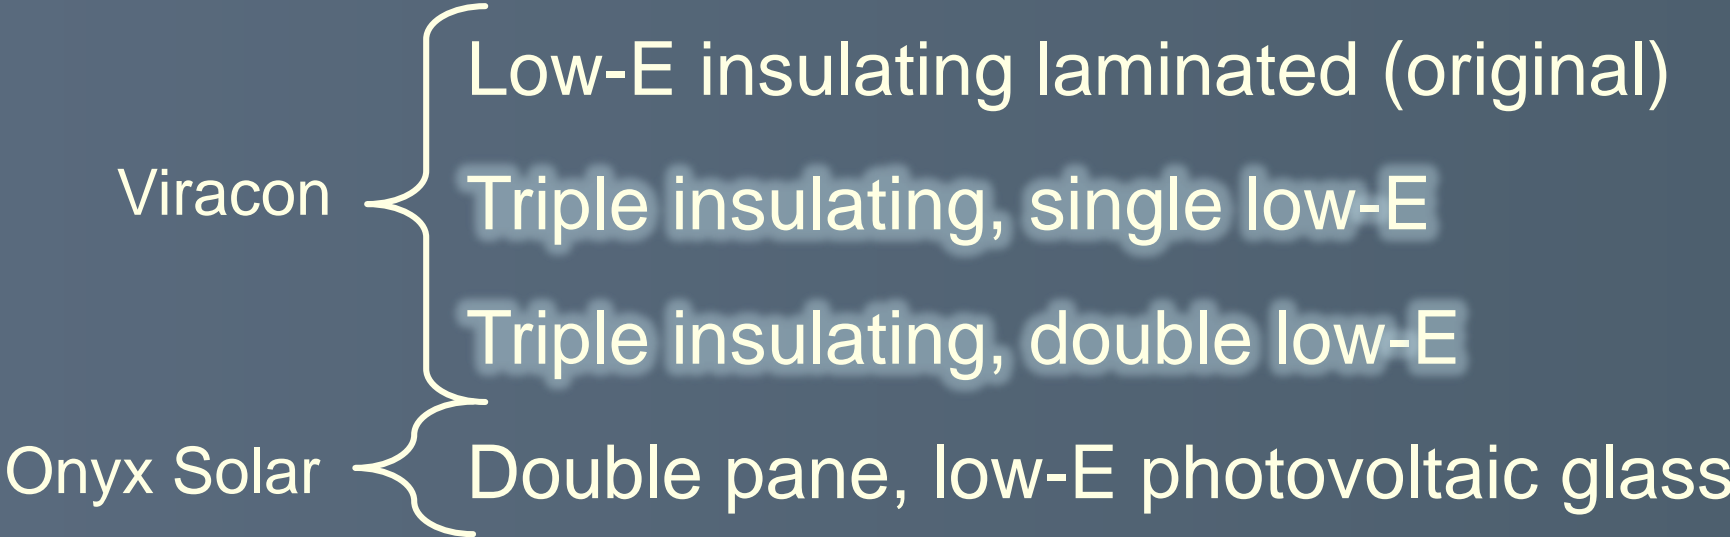 Low-E insulating laminated (original)
Viracon
Triple insulating, single low-E
Triple insulating, double low-E
Onyx Solar
Double pane, low-E photovoltaic glass